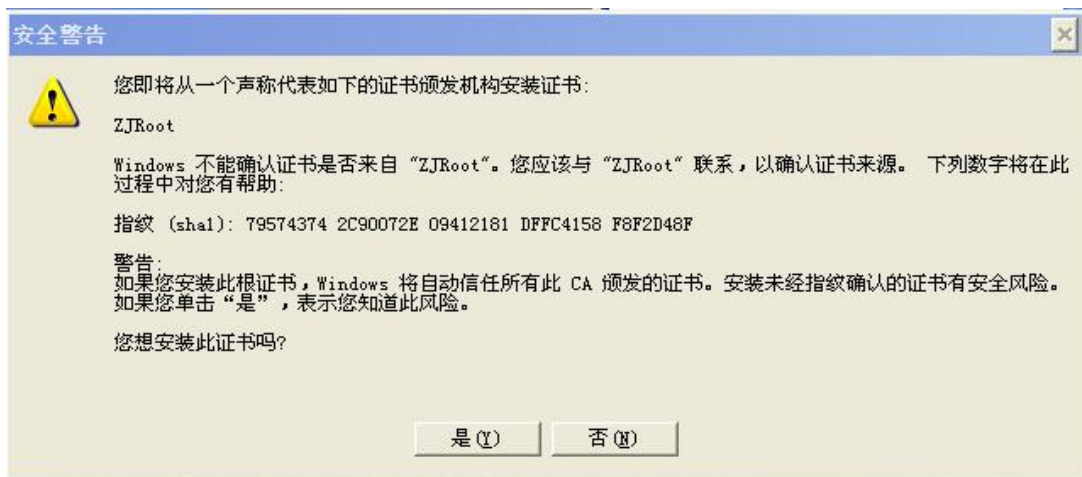 安全警告
您即将从一个声称代表如下的证书颁发机构安装证书:
ZJRoot
Windows 不能确认证书是否来自 “ZJRoot”。您应该与 “ZJRoot” 联系，以确认证书来源。 下列数字将在此
过程中对您有帮助:
指纹 (sha1): 79574374 2C90072E 09412181 DFFC4158 F8F2D48F
警告:
如果您安装此根证书，Windows 将自动信任所有此 CA 颁发的证书。安装未经指纹确认的证书有安全风险。
如果您单击“是”，表示您知道此风险。
您想安装此证书吗?
是(Y) 否(N)